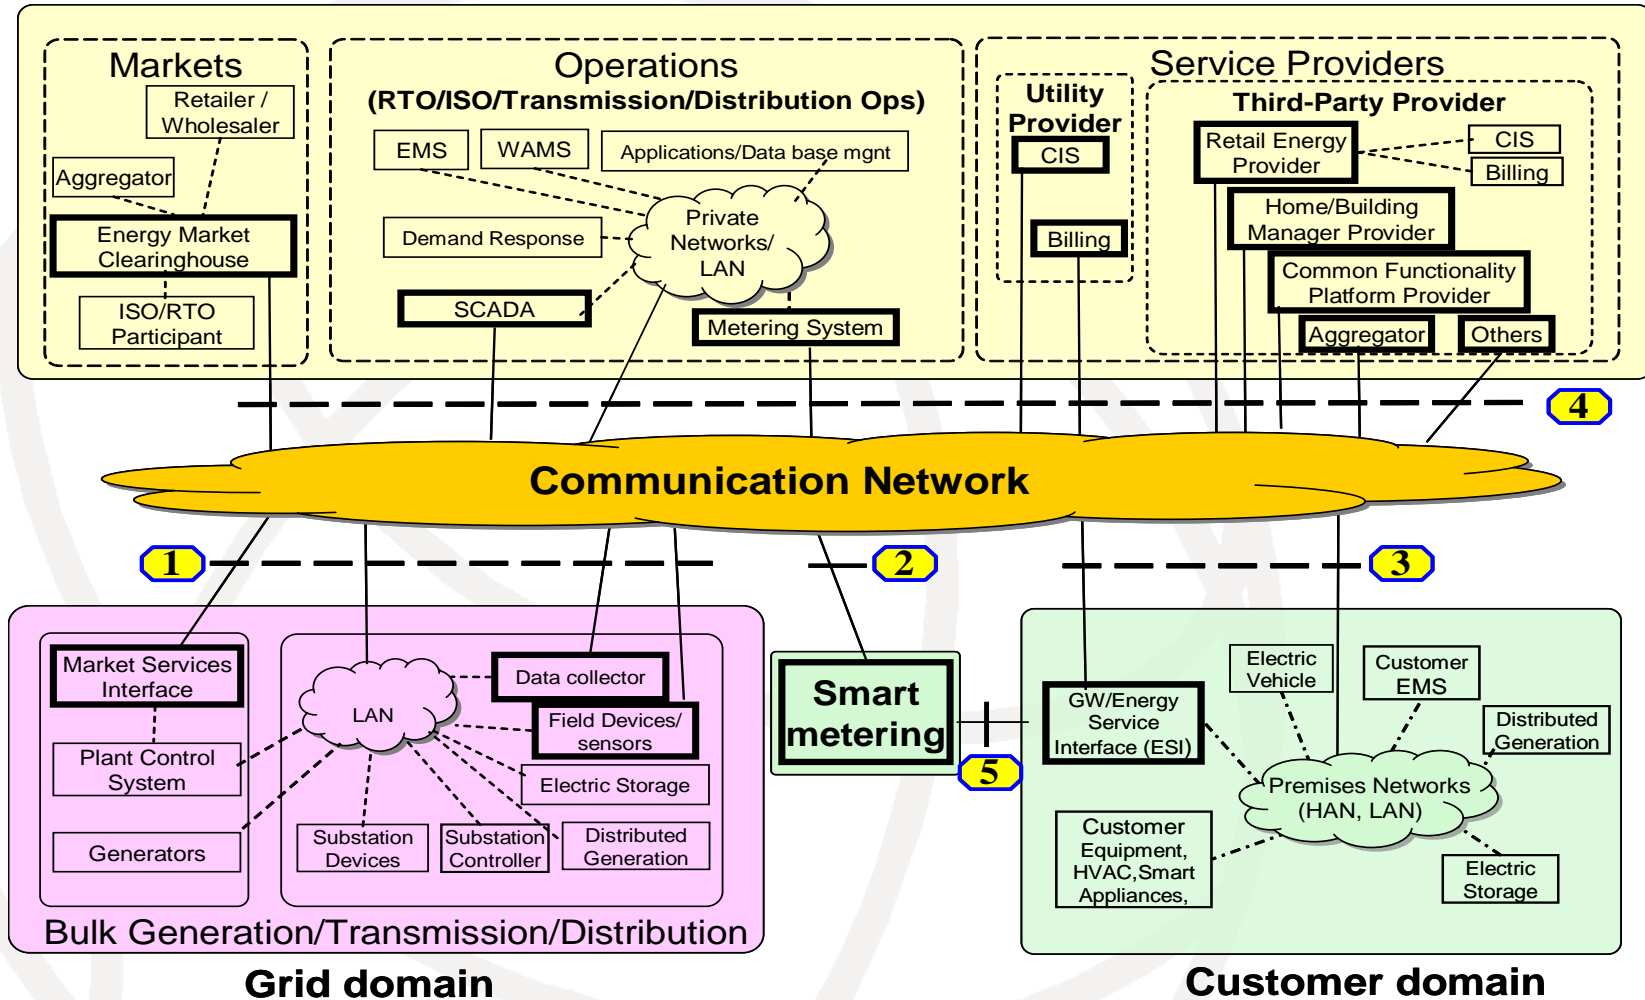 Markets
Retailer /
Wholesaler
Aggregator
Energy Market
Clearinghouse
ISO/RTO
Participant
Operations
(RTO/ISO/Transmission/Distribution Ops)
EMS
WAMS
Applications/Data base mgnt
Demand Response
Private
Networks/
LAN
SCADA
Metering System
Service Providers
Utility
Provider
CIS
Billing
Third-Party Provider
Retail Energy
Provider
CIS
Billing
Home/Building
Manager Provider
Common Functionality
Platform Provider
Aggregator
Others
4
Communication Network
1
2
3
Market Services
Interface
Plant Control
System
Generators
LAN
Data collector
Field Devices/
sensors
Electric Storage
Substation
Devices
Substation
Controller
Distributed
Generation
Bulk Generation/Transmission/Distribution
Grid domain
Smart
metering
5
GW/Energy
Service
Interface (ESI)
Electric
Vehicle
Customer
EMS
Distributed
Generation
Premises Networks
(HAN, LAN)
Customer
Equipment,
HVAC,Smart
Appliances,
Electric
Storage
Customer domain